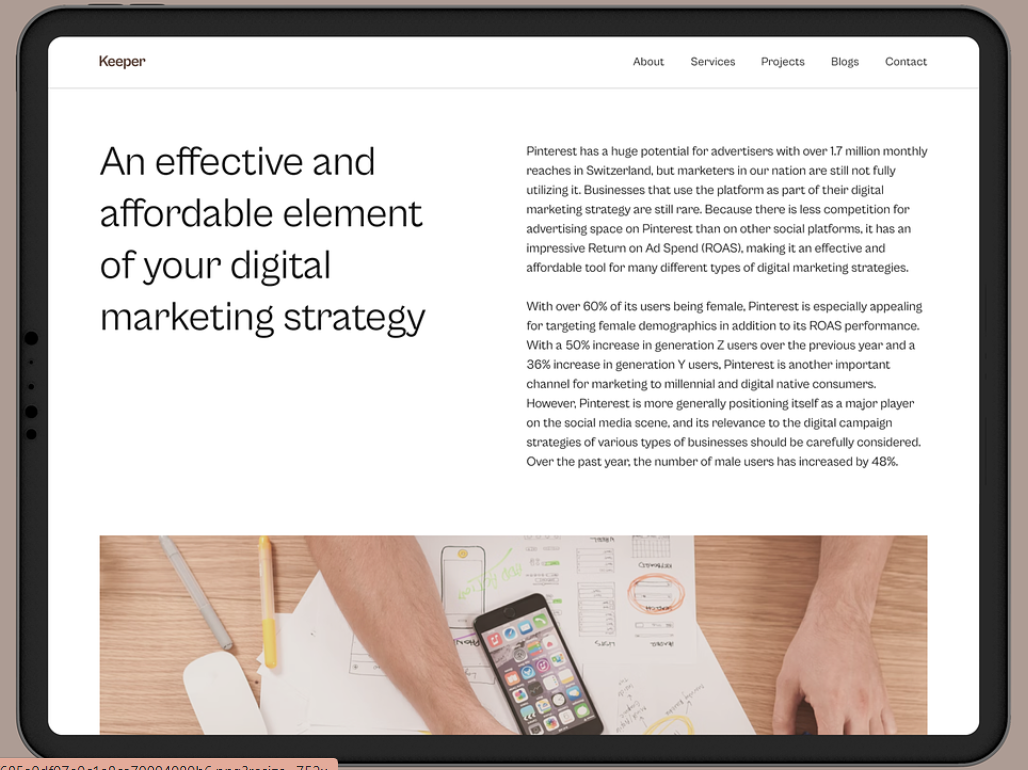 Keeper
About Services Projects Blogs Contact
An effective and
affordable element
of your digital
marketing strategy
Pinterest has a huge potential for advertisers with over 1.7 million monthly
reaches in Switzerland, but marketers in our nation are still not fully
utilizing it. Businesses that use the platform as part of their digital
marketing strategy are still rare. Because there is less competition for
advertising space on Pinterest than on other social platforms, it has an
impressive Return on Ad Spend (ROAS), making it an effective and
affordable tool for many different types of digital marketing strategies.
With over 60% of its users being female, Pinterest is especially appealing
for targeting female demographics in addition to its ROAS performance.
With a 50% increase in generation Z users over the previous year and a
36% increase in generation Y users, Pinterest is another important
channel for marketing to millennial and digital native consumers.
However, Pinterest is more generally positioning itself as a major player
on the social media scene, and its relevance to the digital campaign
strategies of various types of businesses should be carefully considered.
Over the past year, the number of male users has increased by 48%.